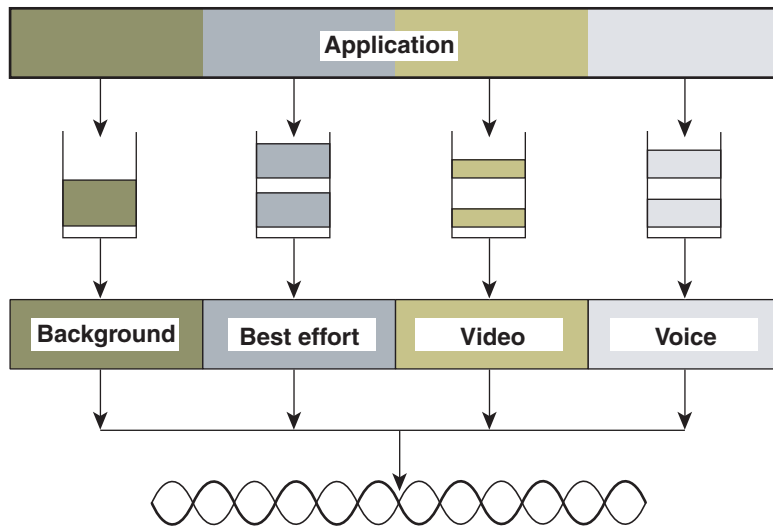 Application
Background
Best effort
Video
Voice